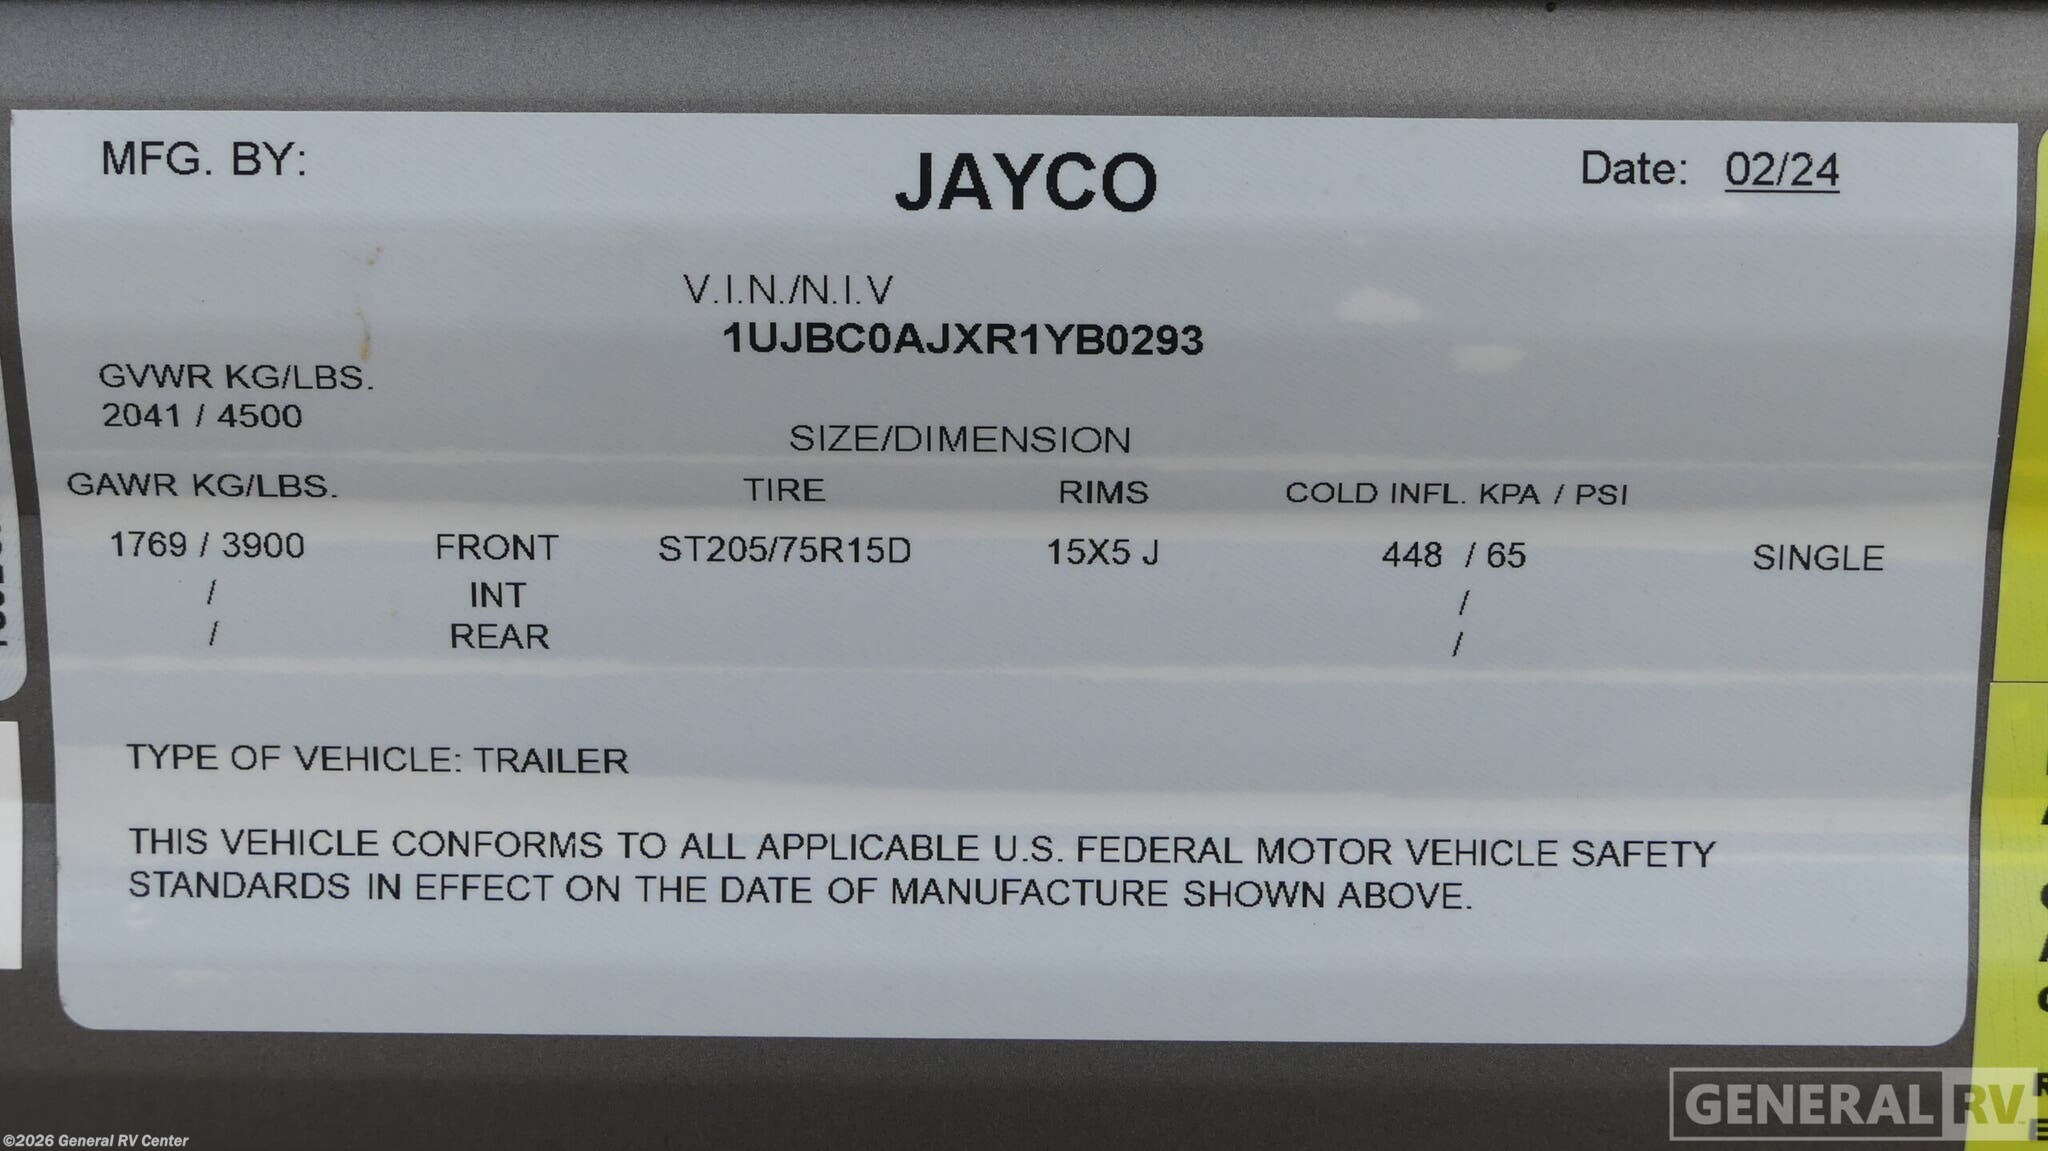 MFG. BY: JAYCO Date: 02/24
V.I.N./N.I.V
1UJBC0AJXR1YB0293
GVWR KG/LBS.
2041 / 4500
SIZE/DIMENSION
GAWR KG/LBS. TIRE RIMS COLD INFL. KPA / PSI
1769 / 3900 FRONT ST205/75R15D 15X5 J 448 / 65 SINGLE
/ INT /
/ REAR /
TYPE OF VEHICLE: TRAILER
THIS VEHICLE CONFORMS TO ALL APPLICABLE U.S. FEDERAL MOTOR VEHICLE SAFETY
STANDARDS IN EFFECT ON THE DATE OF MANUFACTURE SHOWN ABOVE.
GENERAL RV
©2026 General RV Center